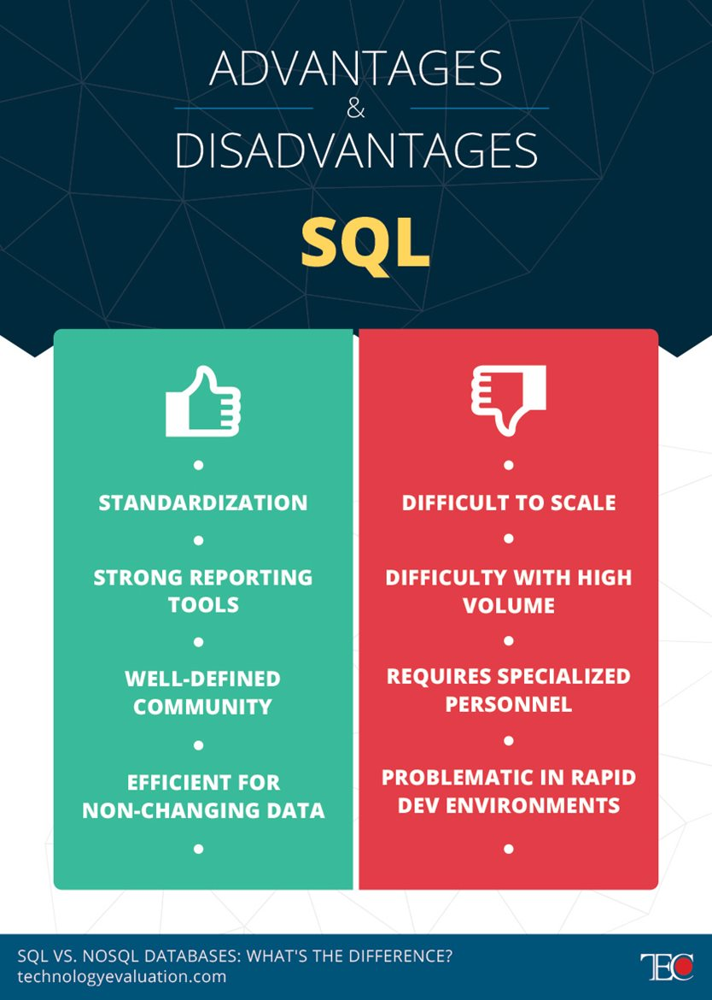 ADVANTAGES
&
DISADVANTAGES
SQL
STANDARDIZATION
STRONG REPORTING
TOOLS
WELL-DEFINED
COMMUNITY
EFFICIENT FOR
NON-CHANGING DATA
DIFFICULT TO SCALE
DIFFICULTY WITH HIGH
VOLUME
REQUIRES SPECIALIZED
PERSONNEL
PROBLEMATIC IN RAPID
DEV ENVIRONMENTS
SQL VS. NOSQL DATABASES: WHAT'S THE DIFFERENCE?
technologyevaluation.com
TEC